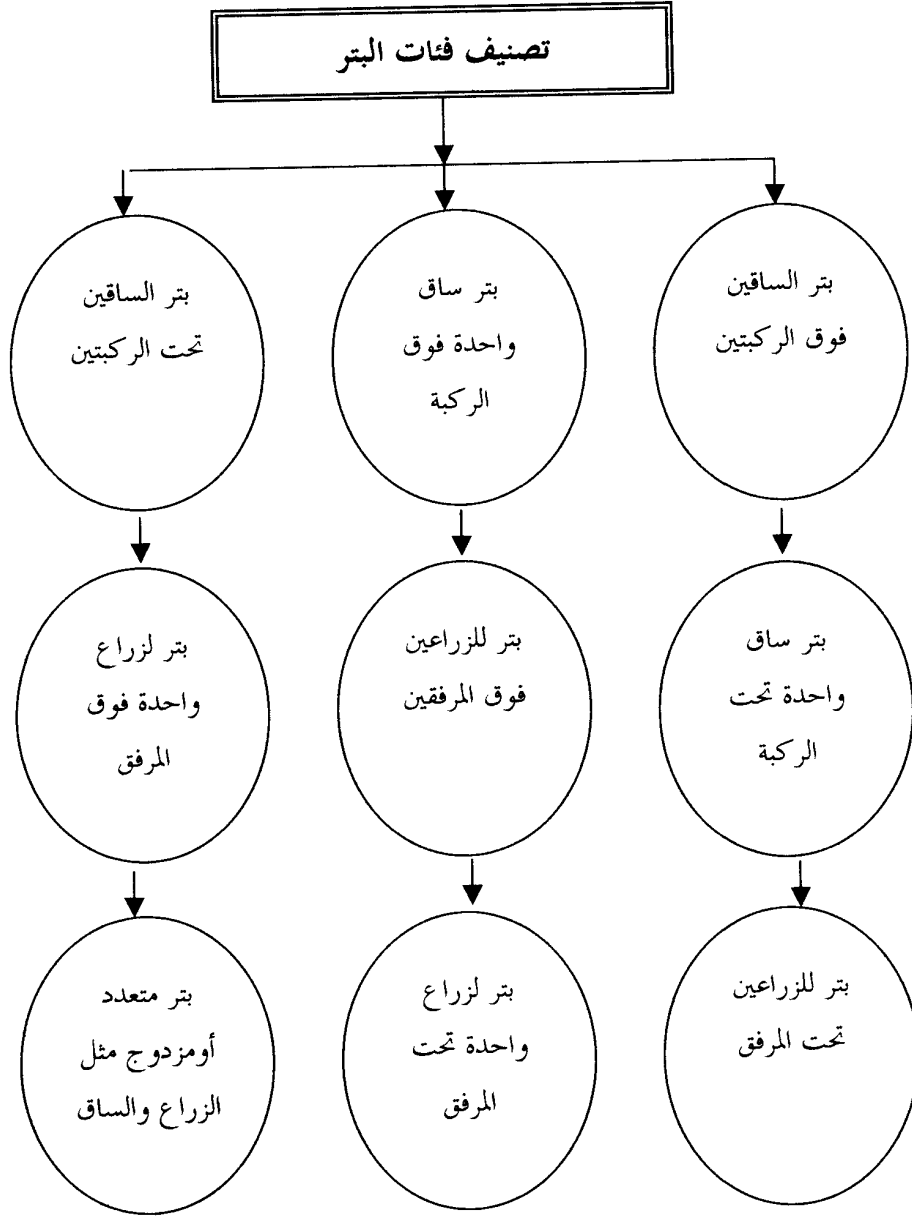 تصنيف فئات البتر
بتر الساقين
فوق الركبتين
بتر ساق
واحدة فوق
الركبة
بتر الساقين
تحت الركبتين
بتر ساق
واحدة تحت
الركبة
بتر للزراعين
فوق المرفقين
بتر لزراع
واحدة فوق
المرفق
بتر للزراعين
تحت المرفق
بتر لزراع
واحدة تحت
المرفق
بتر متعدد
أومزدوج مثل
الزراع والساق